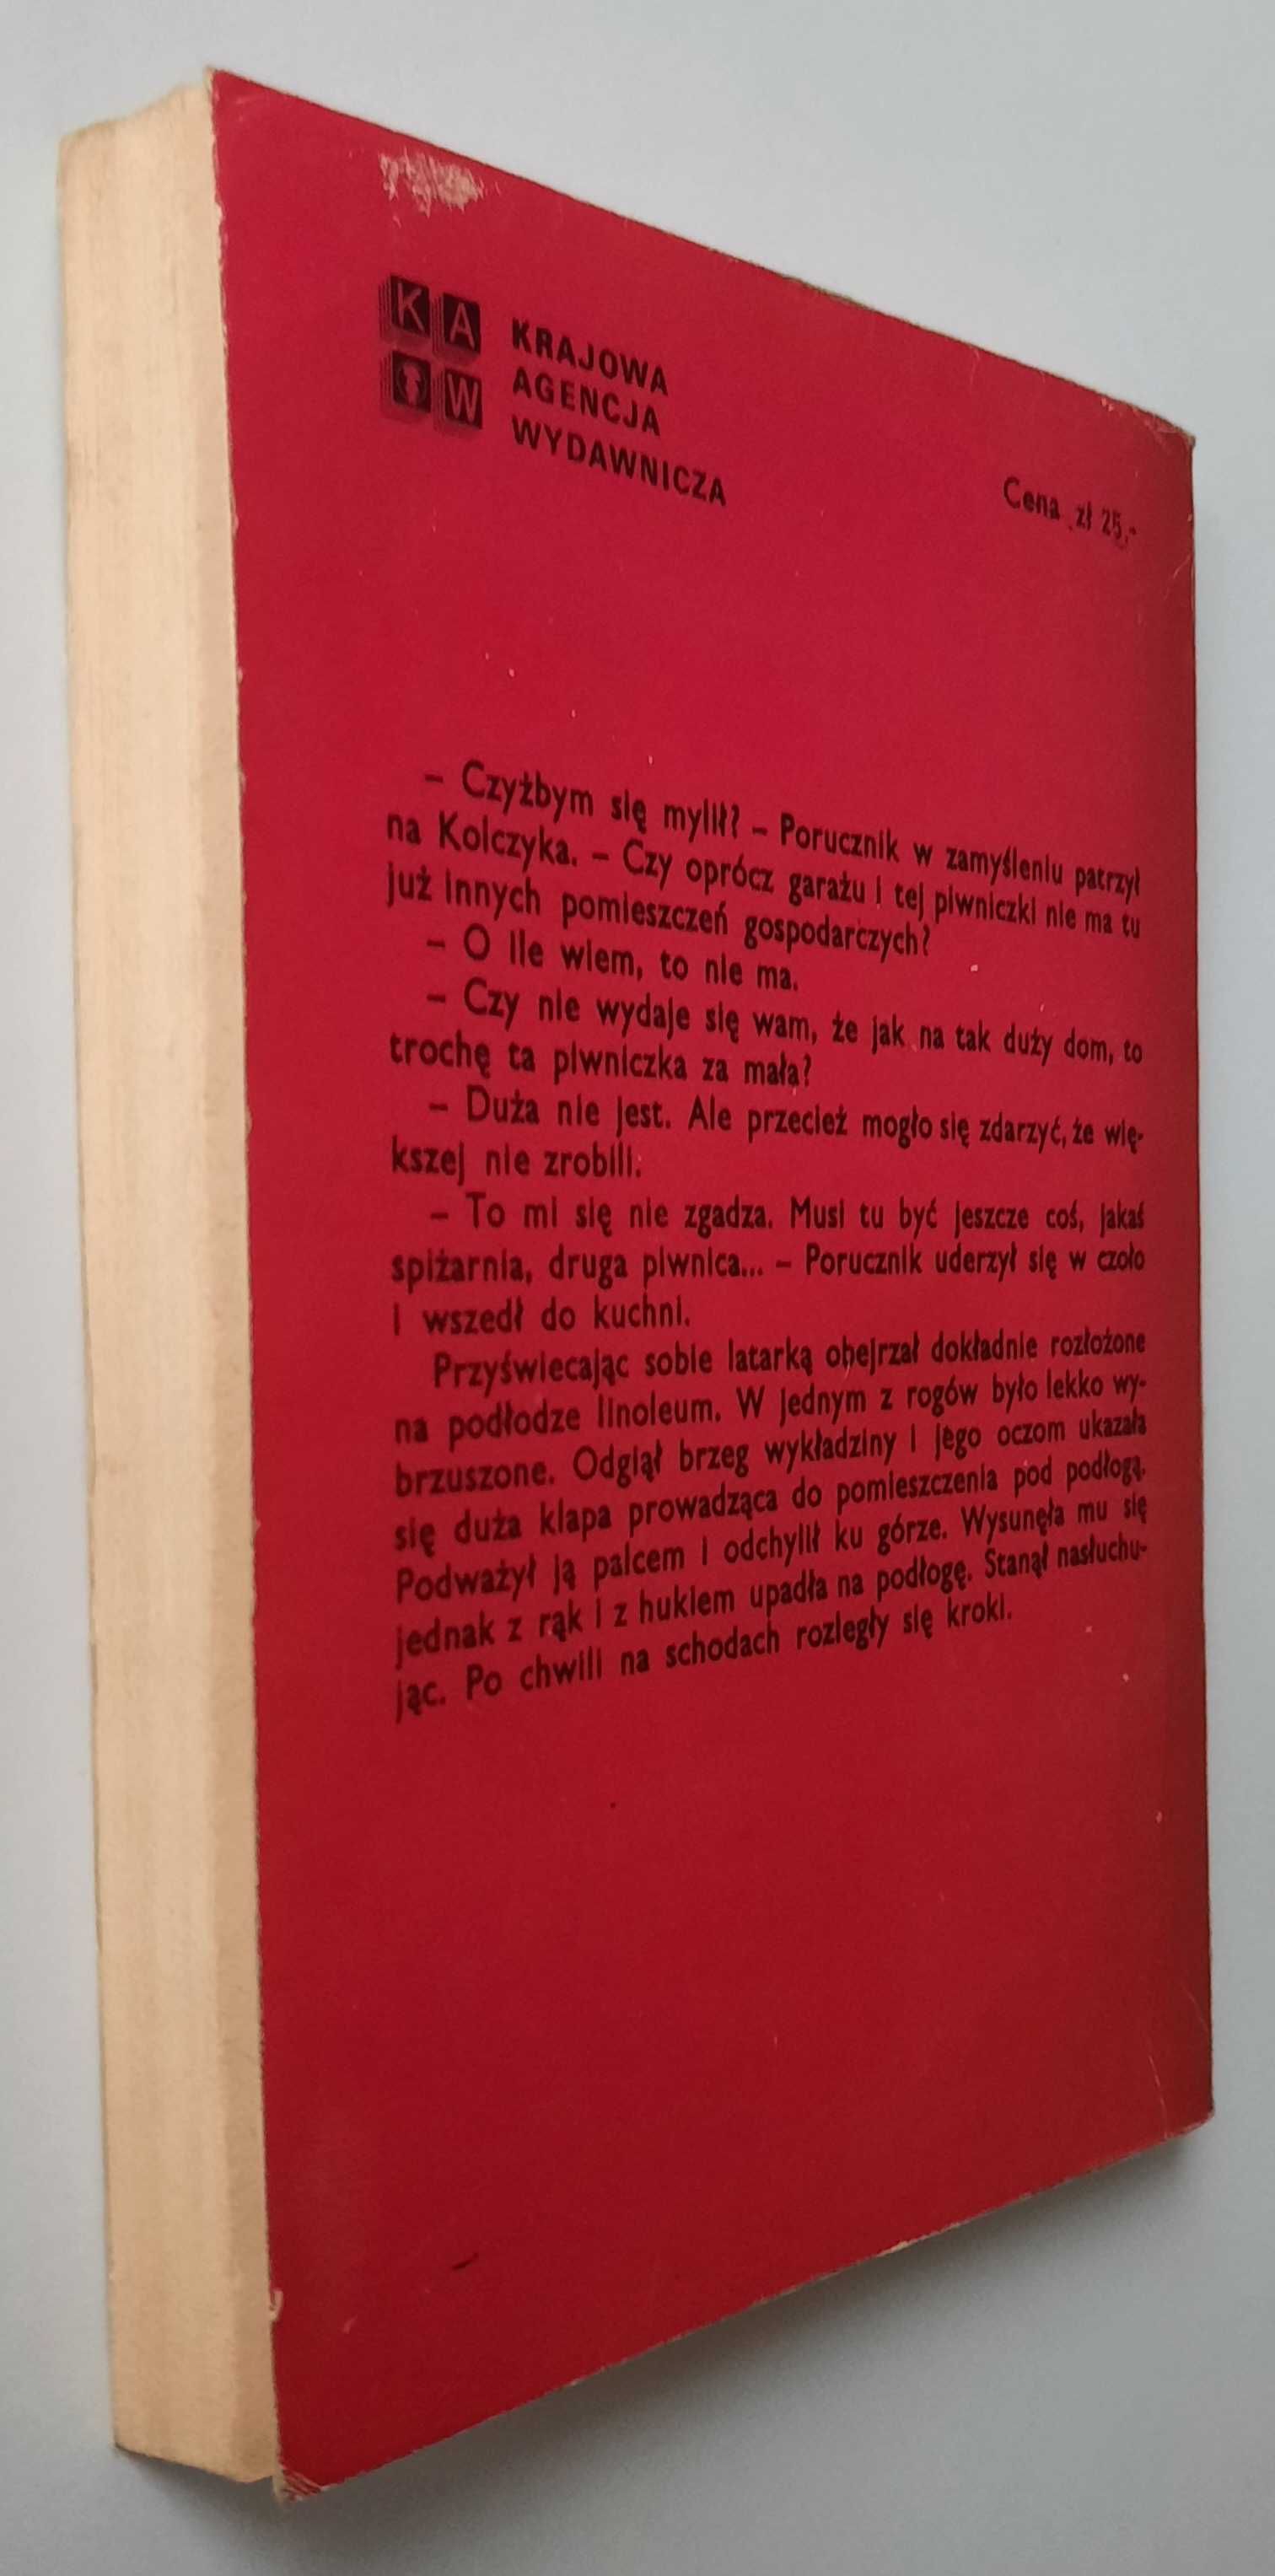 K A
W
KRAJOWA
AGENCJA
WYDAWNICZA
Cena zł 25,-
– Czyżbym się mylił? – Porucznik w zamyśleniu patrzył
na Kolczyka. – Czy oprócz garażu i tej piwniczki nie ma tu
już innych pomieszczeń gospodarczych?
– O ile wiem, to nie ma.
– Czy nie wydaje się wam, że jak na tak duży dom, to
trochę ta piwniczka za mała?
– Duża nie jest. Ale przecież mogło się zdarzyć, że wię-
kszej nie zrobili.
– To mi się nie zgadza. Musi tu być jeszcze coś, jakaś
spiżarnia, druga piwnica... – Porucznik uderzył się w czoło
i wszedł do kuchni.
Przyświecając sobie latarką obejrzał dokładnie rozłożone
na podłodze linoleum. W jednym z rogów było lekko wy-
brzuszone. Odgiął brzeg wykładziny i jego oczom ukazała
się duża klapa prowadząca do pomieszczenia pod podłogą.
Podważył ją palcem i odchylił ku górze. Wysunęła mu się
jednak z rąk i z hukiem upadła na podłogę. Stanął nasłuchu-
jąc. Po chwili na schodach rozległy się kroki.